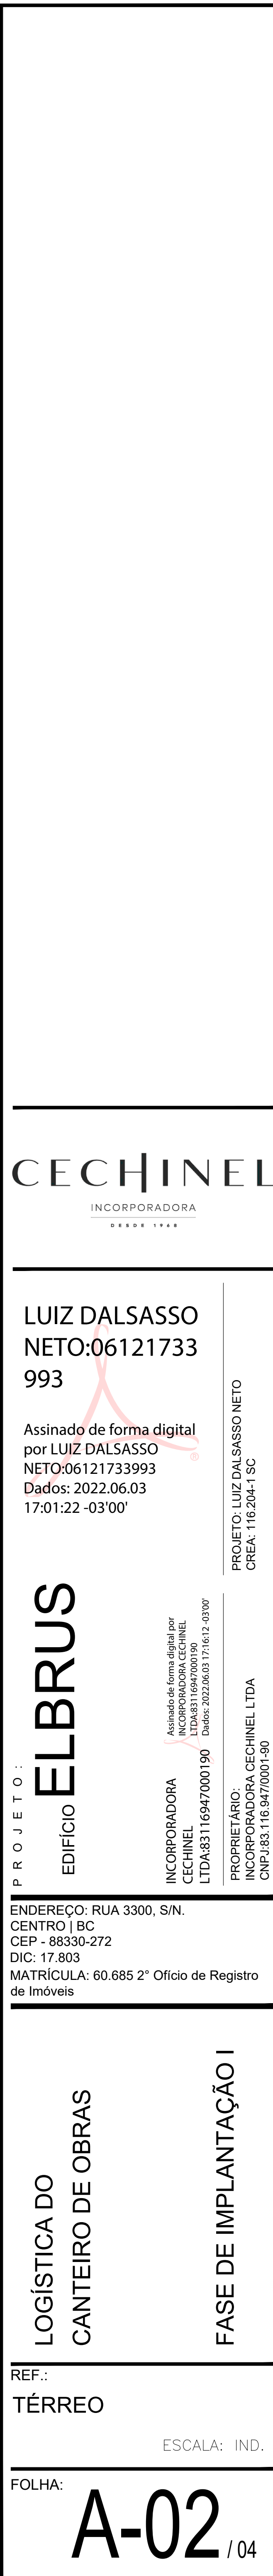 CECHINEL
INCORPORADORA
DESDE 1968
LUIZ DALSASSO
NETO:06121733
993
Assinado de forma digital
por LUIZ DALSASSO
NETO:06121733993
Dados: 2022.06.03
17:01:22 -03'00'
PROJETO: LUIZ DALSASSO NETO
CREA: 116.204-1 SC
PROJETO:
EDIFÍCIO ELBRUS
INCORPORADORA
CECHINEL
LTDA:83116947000190
Assinado de forma digital por
INCORPORADORA CECHINEL
LTDA:83116947000190
Dados: 2022.06.03 17:16:12 -03'00'
PROPRIETÁRIO:
INCORPORADORA CECHINEL LTDA
CNPJ:83.116.947/0001-90
ENDEREÇO: RUA 3300, S/N.
CENTRO | BC
CEP - 88330-272
DIC: 17.803
MATRÍCULA: 60.685 2° Ofício de Registro
de Imóveis
LOGÍSTICA DO
CANTEIRO DE OBRAS
FASE DE IMPLANTAÇÃO I
REF.:
TÉRREO
ESCALA: IND.
FOLHA:
A-02 / 04